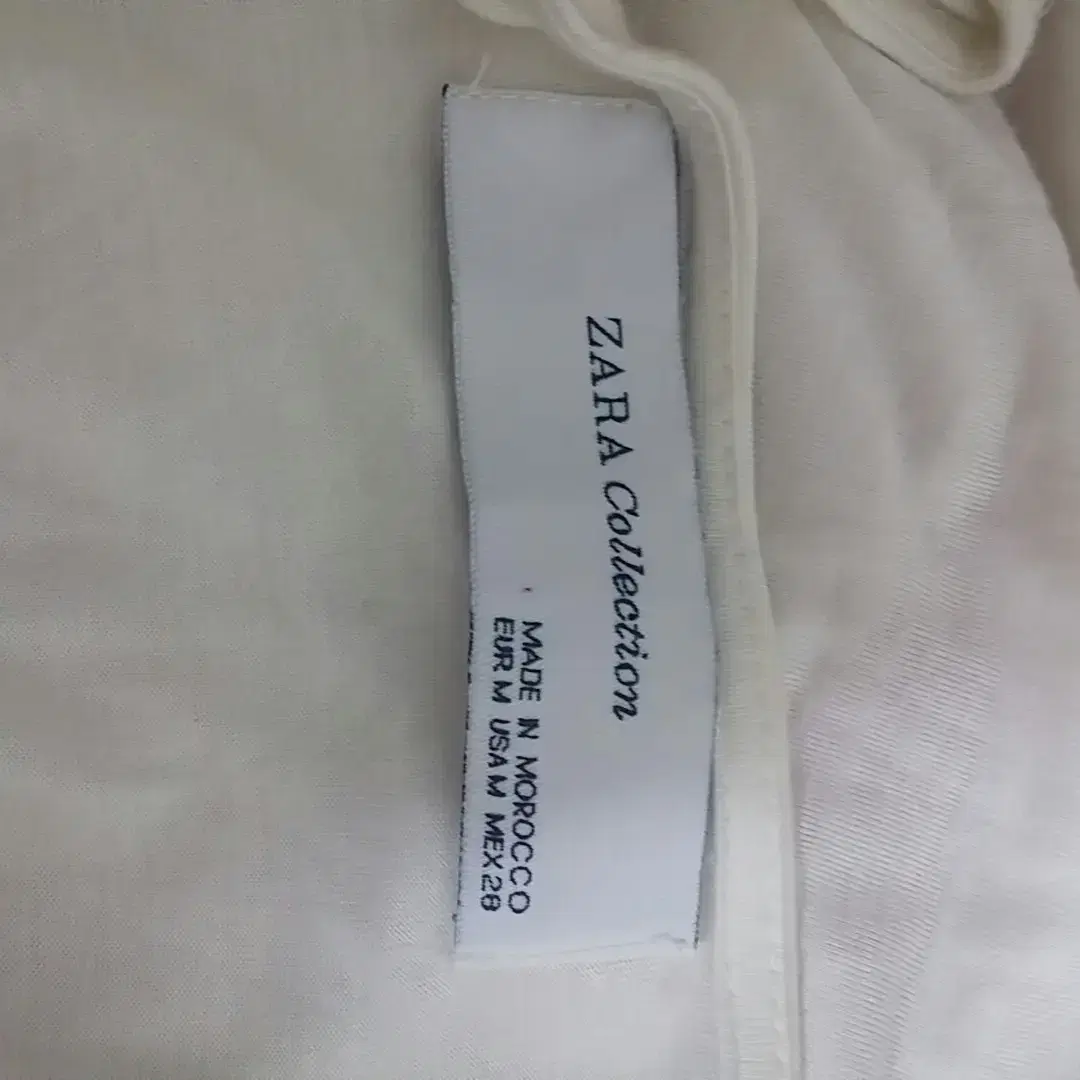 ZARA Collection
MADE IN MOROCCO
EUR M USA M MEX 28